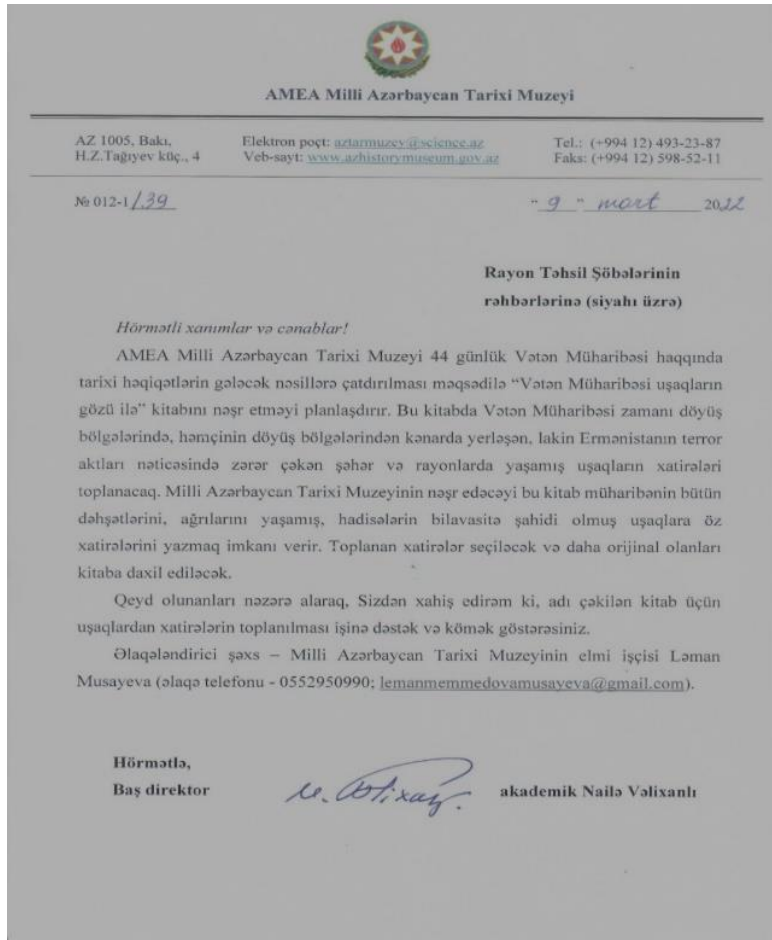 AMEA Milli Azərbaycan Tarixi Muzeyi
AZ 1005, Bakı,
H.Z.Tağıyev küç., 4
Elektron poçt: aztarmuzey@science.az
Veb-sayt: www.azhistorymuseum.gov.az
Tel.: (+994 12) 493-23-87
Faks: (+994 12) 598-52-11
№ 012-1/39
" 9 " mart 2022
Rayon Təhsil Şöbələrinin
rəhbərlərinə (siyahı üzrə)
Hörmətli xanımlar və cənablar!
AMEA Milli Azərbaycan Tarixi Muzeyi 44 günlük Vətən Müharibəsi haqqında
tarixi həqiqətlərin gələcək nəsillərə çatdırılması məqsədilə “Vətən Müharibəsi uşaqların
gözü ilə” kitabını nəşr etməyi planlaşdırır. Bu kitabda Vətən Müharibəsi zamanı döyüş
bölgələrində, həmçinin döyüş bölgələrindən kənarda yerləşən, lakin Ermənistanın terror
aktları nəticəsində zərər çəkən şəhər və rayonlarda yaşamış uşaqların xatirələri
toplanacaq. Milli Azərbaycan Tarixi Muzeyinin nəşr edəcəyi bu kitab müharibənin bütün
dəhşətlərini, ağrılarını yaşamış, hadisələrin bilavasitə şahidi olmuş uşaqlara öz
xatirələrini yazmaq imkanı verir. Toplanan xatirələr seçiləcək və daha orijinal olanları
kitaba daxil ediləcək.
Qeyd olunanları nəzərə alaraq, Sizdən xahiş edirəm ki, adı çəkilən kitab üçün
uşaqlardan xatirələrin toplanılması işinə dəstək və kömək göstərəsiniz.
Əlaqələndirici şəxs – Milli Azərbaycan Tarixi Muzeyinin elmi işçisi Ləman
Musayeva (əlaqə telefonu - 0552950990; lemanmemmedovamusayeva@gmail.com).
Hörmətlə,
Baş direktor
akademik Nailə Vəlixanlı